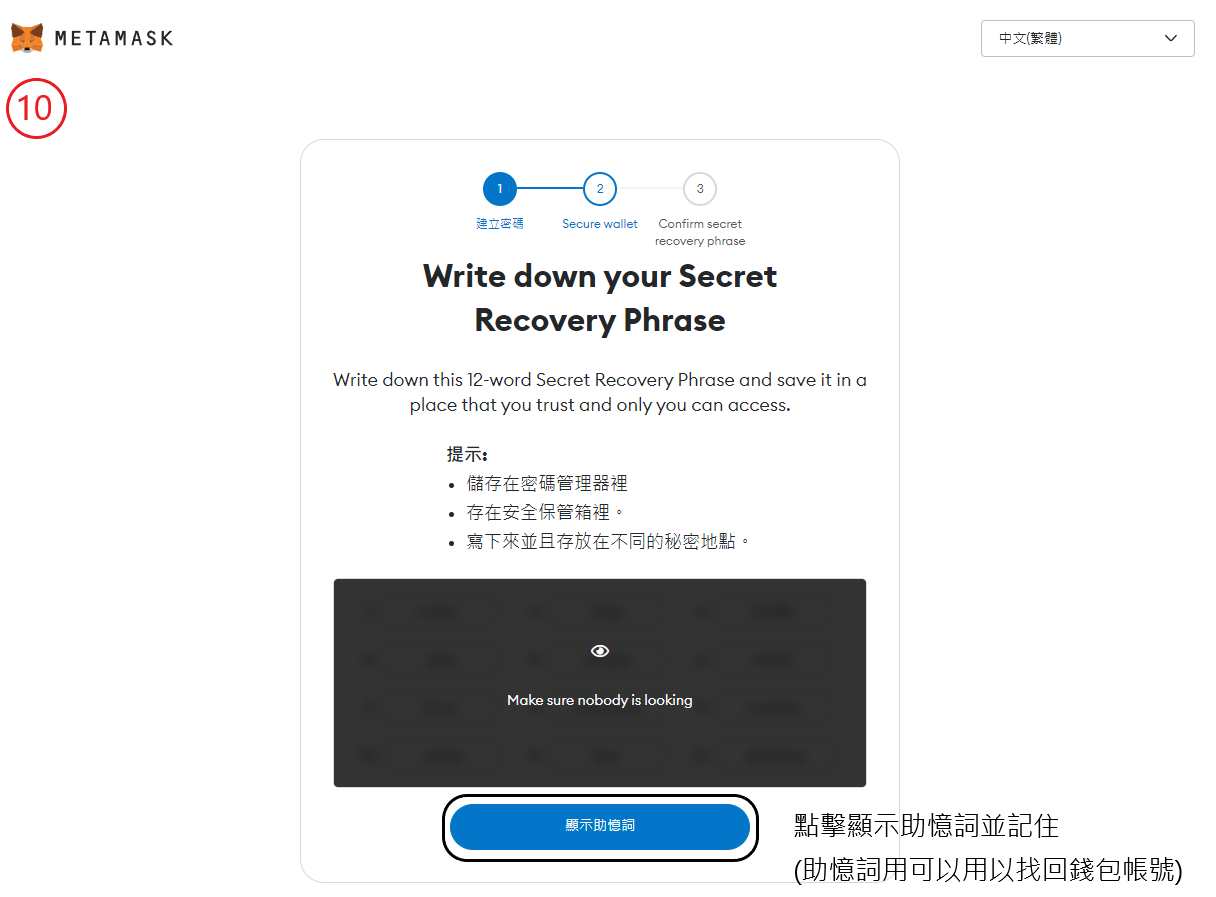 METAMASK
中文(繁體)
10
1
2
3
建立密碼
Secure wallet
Confirm secret
recovery phrase
Write down your Secret
Recovery Phrase
Write down this 12-word Secret Recovery Phrase and save it in a
place that you trust and only you can access.
提示:
• 儲存在密碼管理器裡
• 存在安全保管箱裡。
• 寫下來並且存放在不同的秘密地點。
Make sure nobody is looking
顯示助憶詞
點擊顯示助憶詞並記住
(助憶詞用可以用以找回錢包帳號)